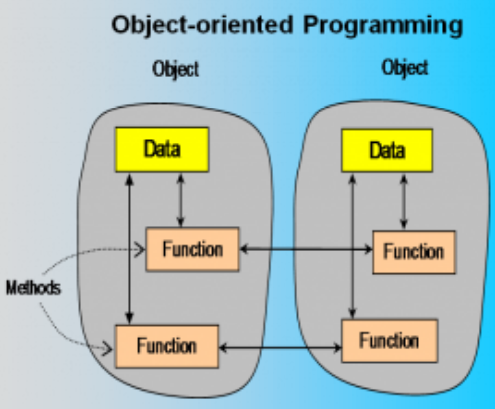 Object-oriented Programming
Object
Object
Data
Data
Function
Function
Methods
Function
Function